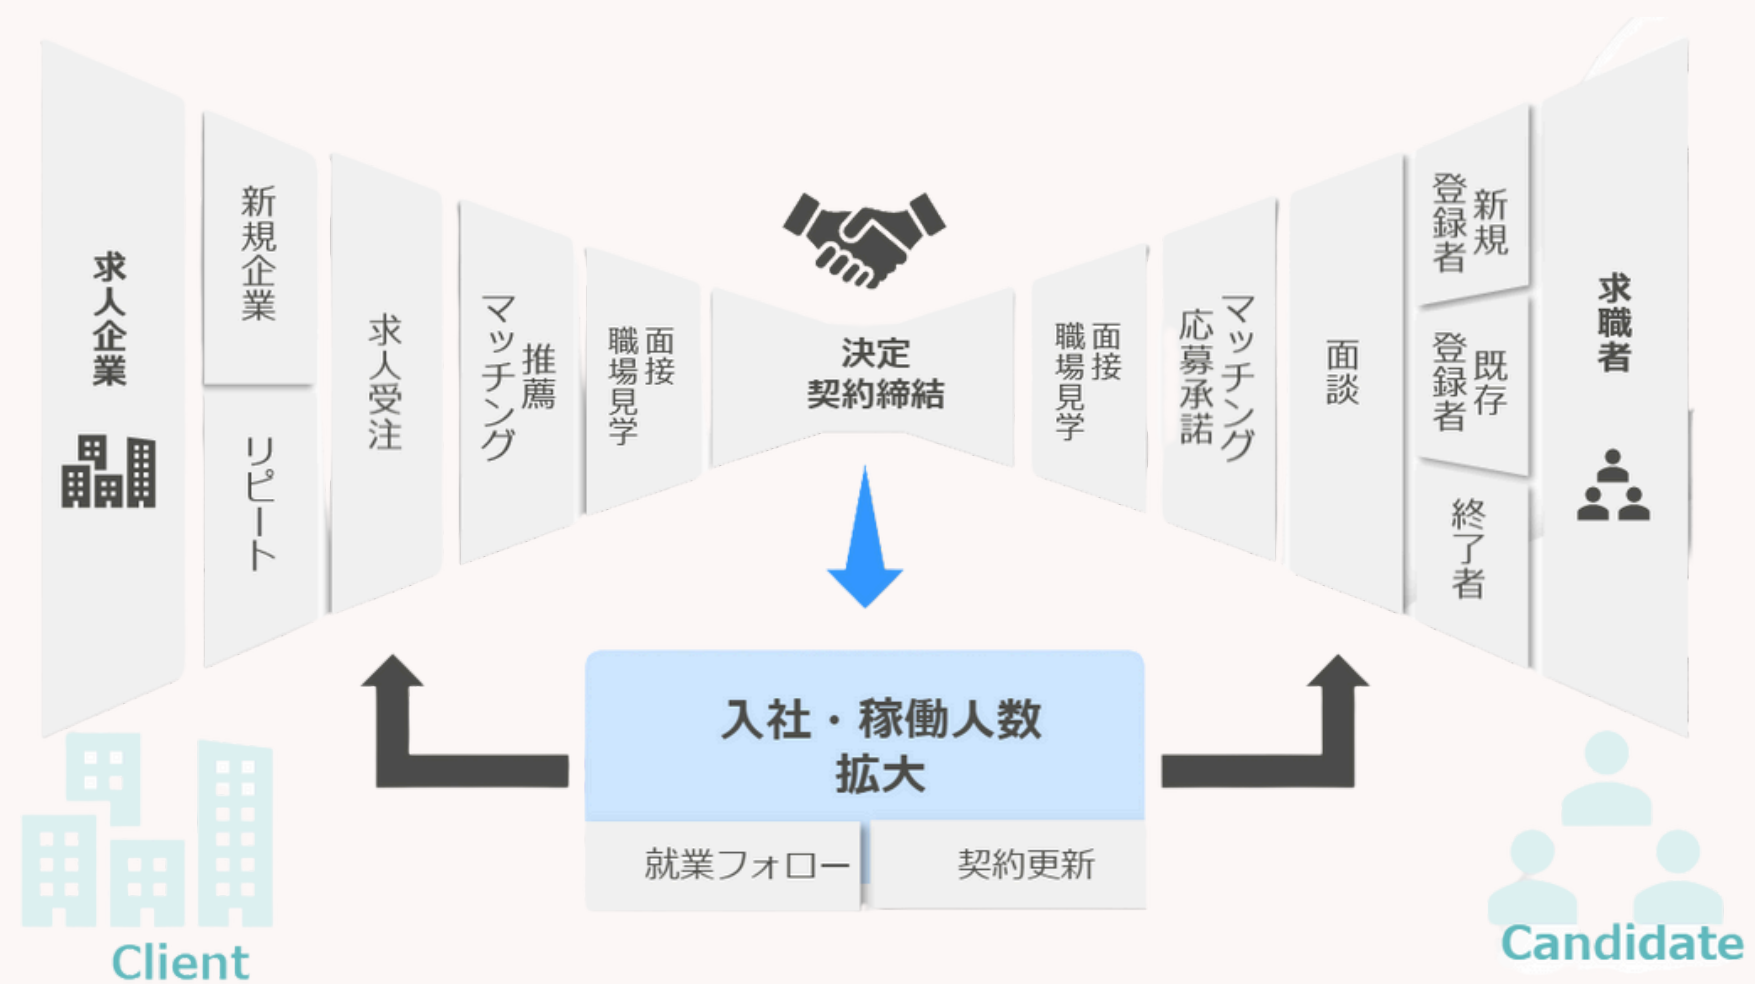 求人企業
新規企業
リピート
求人受注
推薦
マッチング
面接
職場見学
決定
契約締結
面接
職場見学
マッチング
応募承諾
面談
新規
登録者
既存
登録者
終了者
求職者
入社・稼働人数
拡大
就業フォロー
契約更新
Client
Candidate